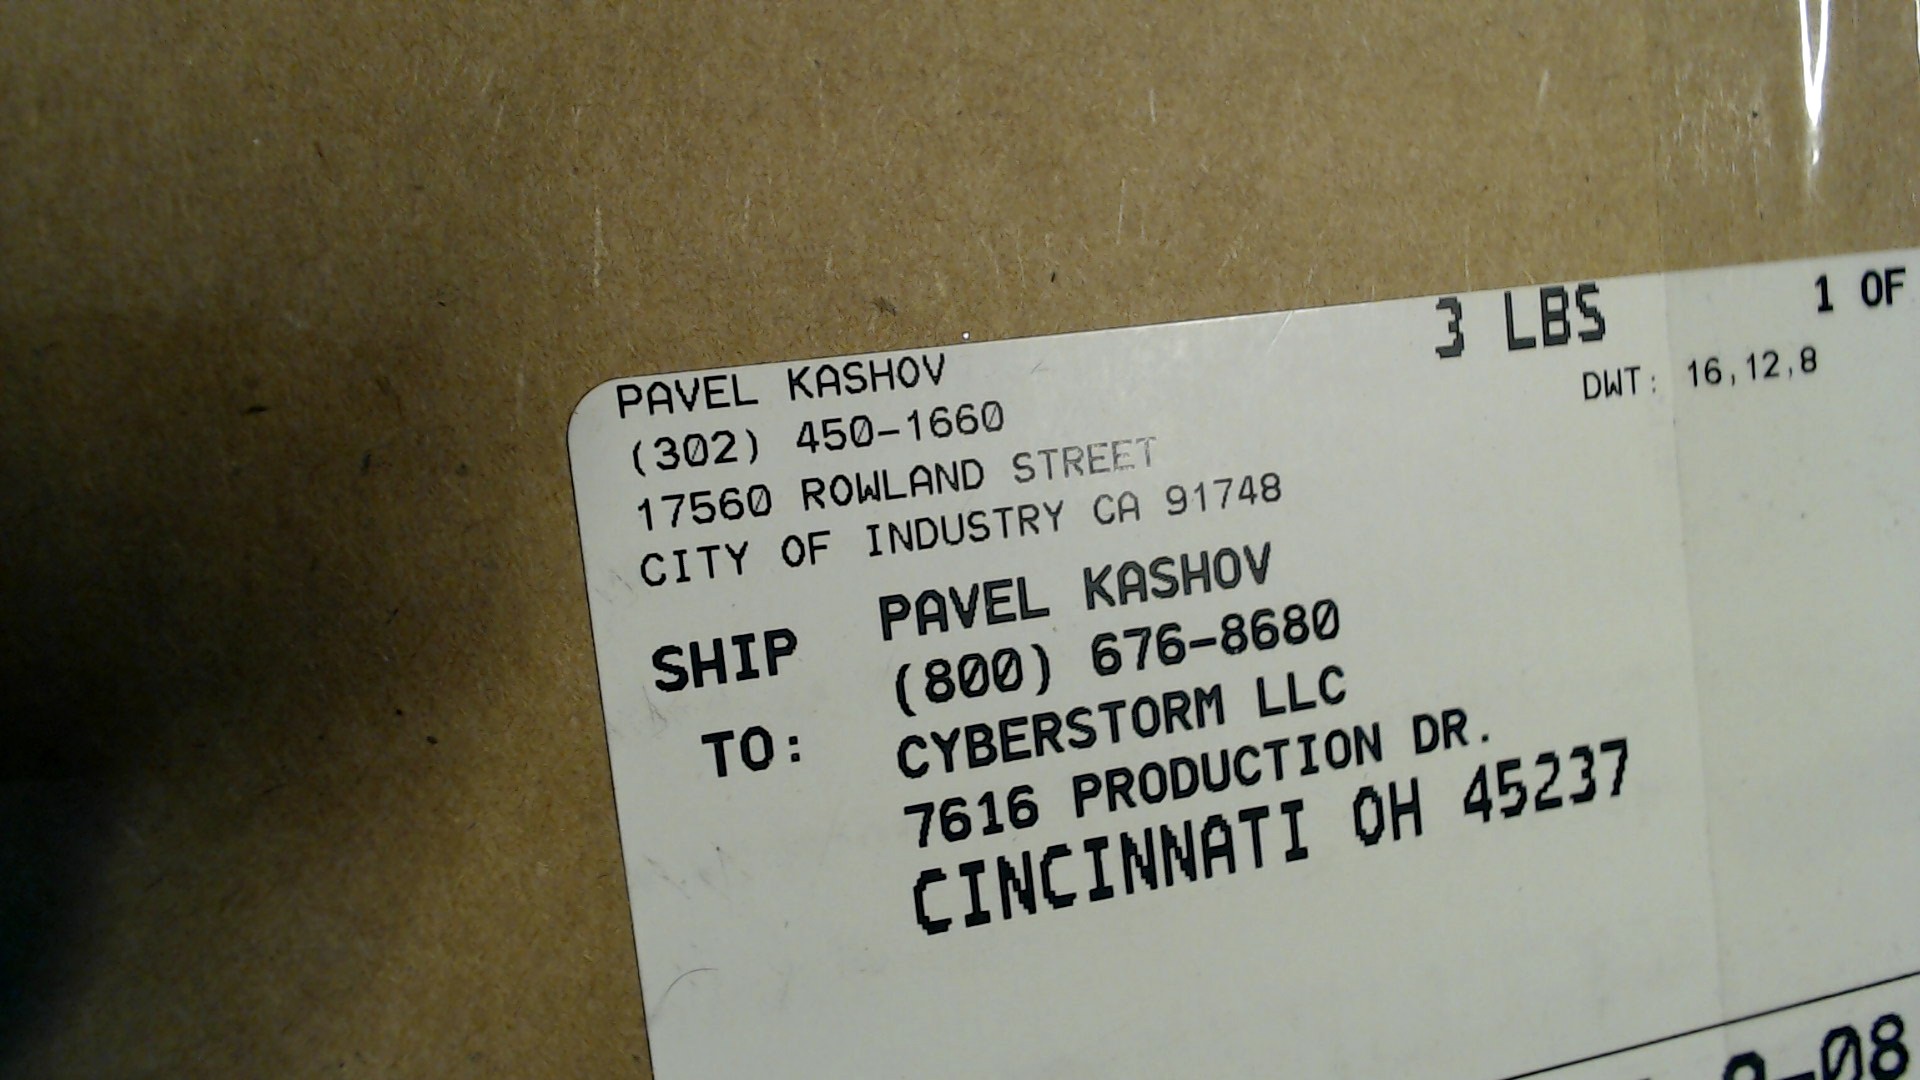 3 LBS 1 OF
DWT: 16,12,8
PAVEL KASHOV
(302) 450-1660
17560 ROWLAND STREET
CITY OF INDUSTRY CA 91748
SHIP TO:
PAVEL KASHOV
(800) 676-8680
CYBERSTORM LLC
7616 PRODUCTION DR.
CINCINNATI OH 45237